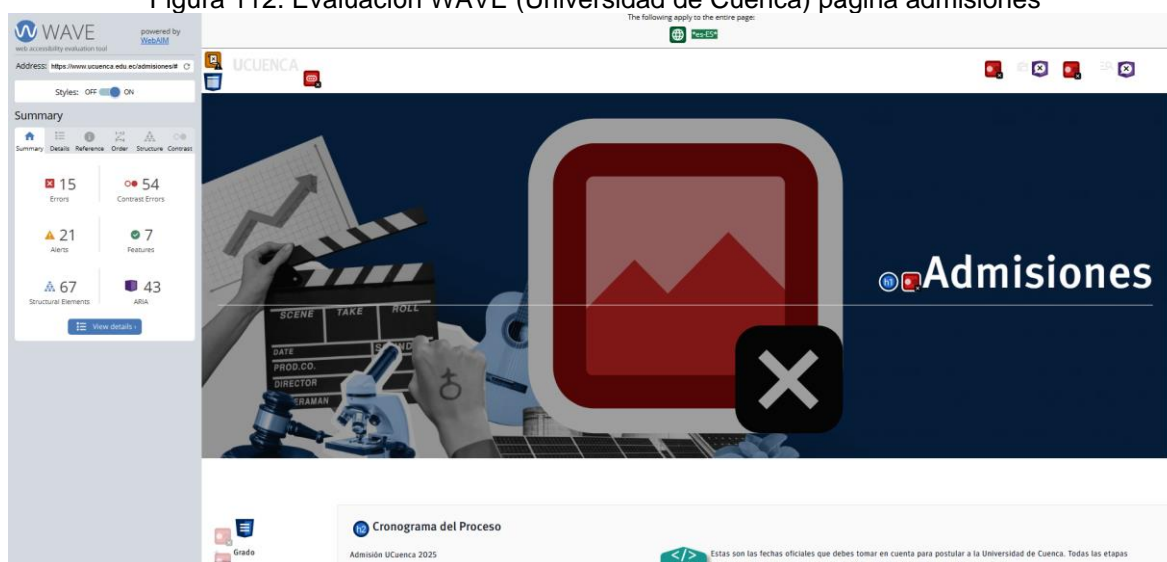 Figura 112. Evaluación WAVE (Universidad de Cuenca) página admisiones
WAVE
powered by
WebAIM
web accessibility evaluation tool
Address: https://www.ucuenca.edu.ec/admisiones/#
Styles: OFF ON
Summary
Summary Details Reference Order Structure Contrast
15
Errors
54
Contrast Errors
21
Alerts
7
Features
67
Structural Elements
43
ARIA
View details ›
The following apply to the entire page:
*es-ES*
UCUENCA
h1 Admisiones
SCENE TAKE ROLL
DATE
PROD.CO.
DIRECTOR
h2 Cronograma del Proceso
Grado
Admisión UCuenca 2025
</> Estas son las fechas oficiales que debes tomar en cuenta para postular a la Universidad de Cuenca. Todas las etapas